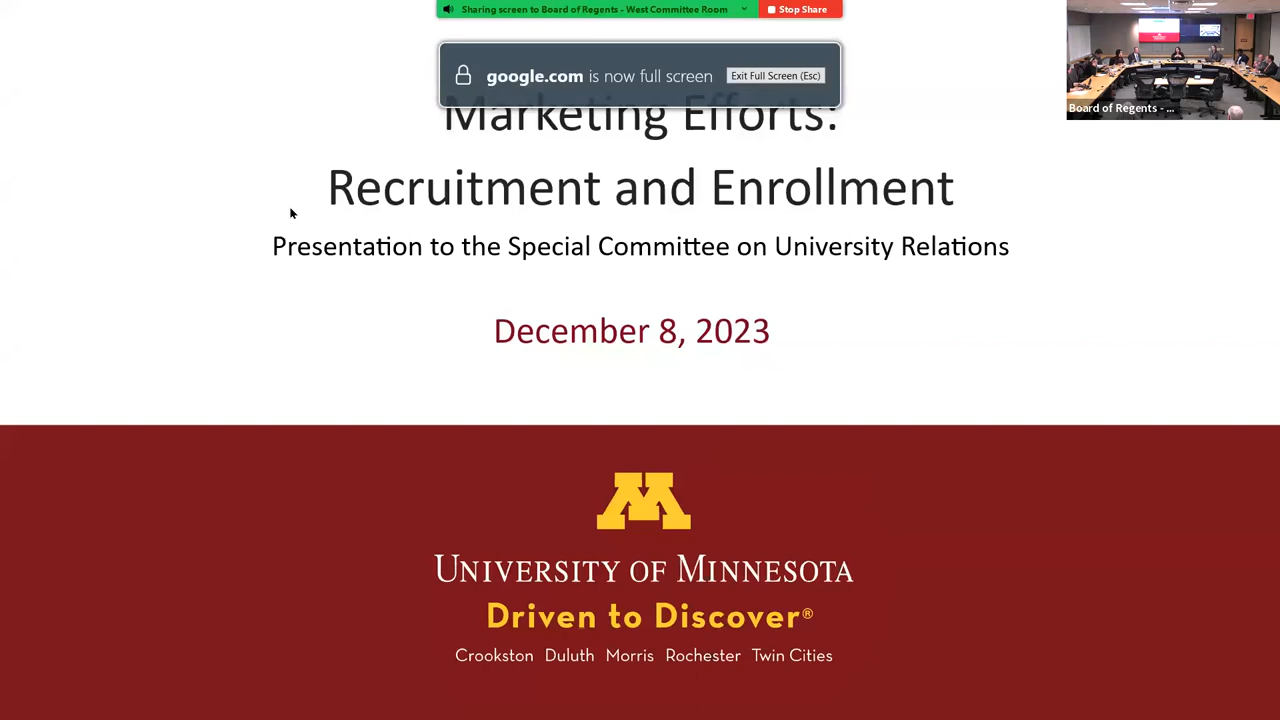 Sharing screen to Board of Regents - West Committee Room
Stop Share
google.com is now full screen
Exit Full Screen (Esc)
Board of Regents - ...
Marketing Efforts:
Recruitment and Enrollment
Presentation to the Special Committee on University Relations
December 8, 2023
M
UNIVERSITY OF MINNESOTA
Driven to Discover®
Crookston Duluth Morris Rochester Twin Cities